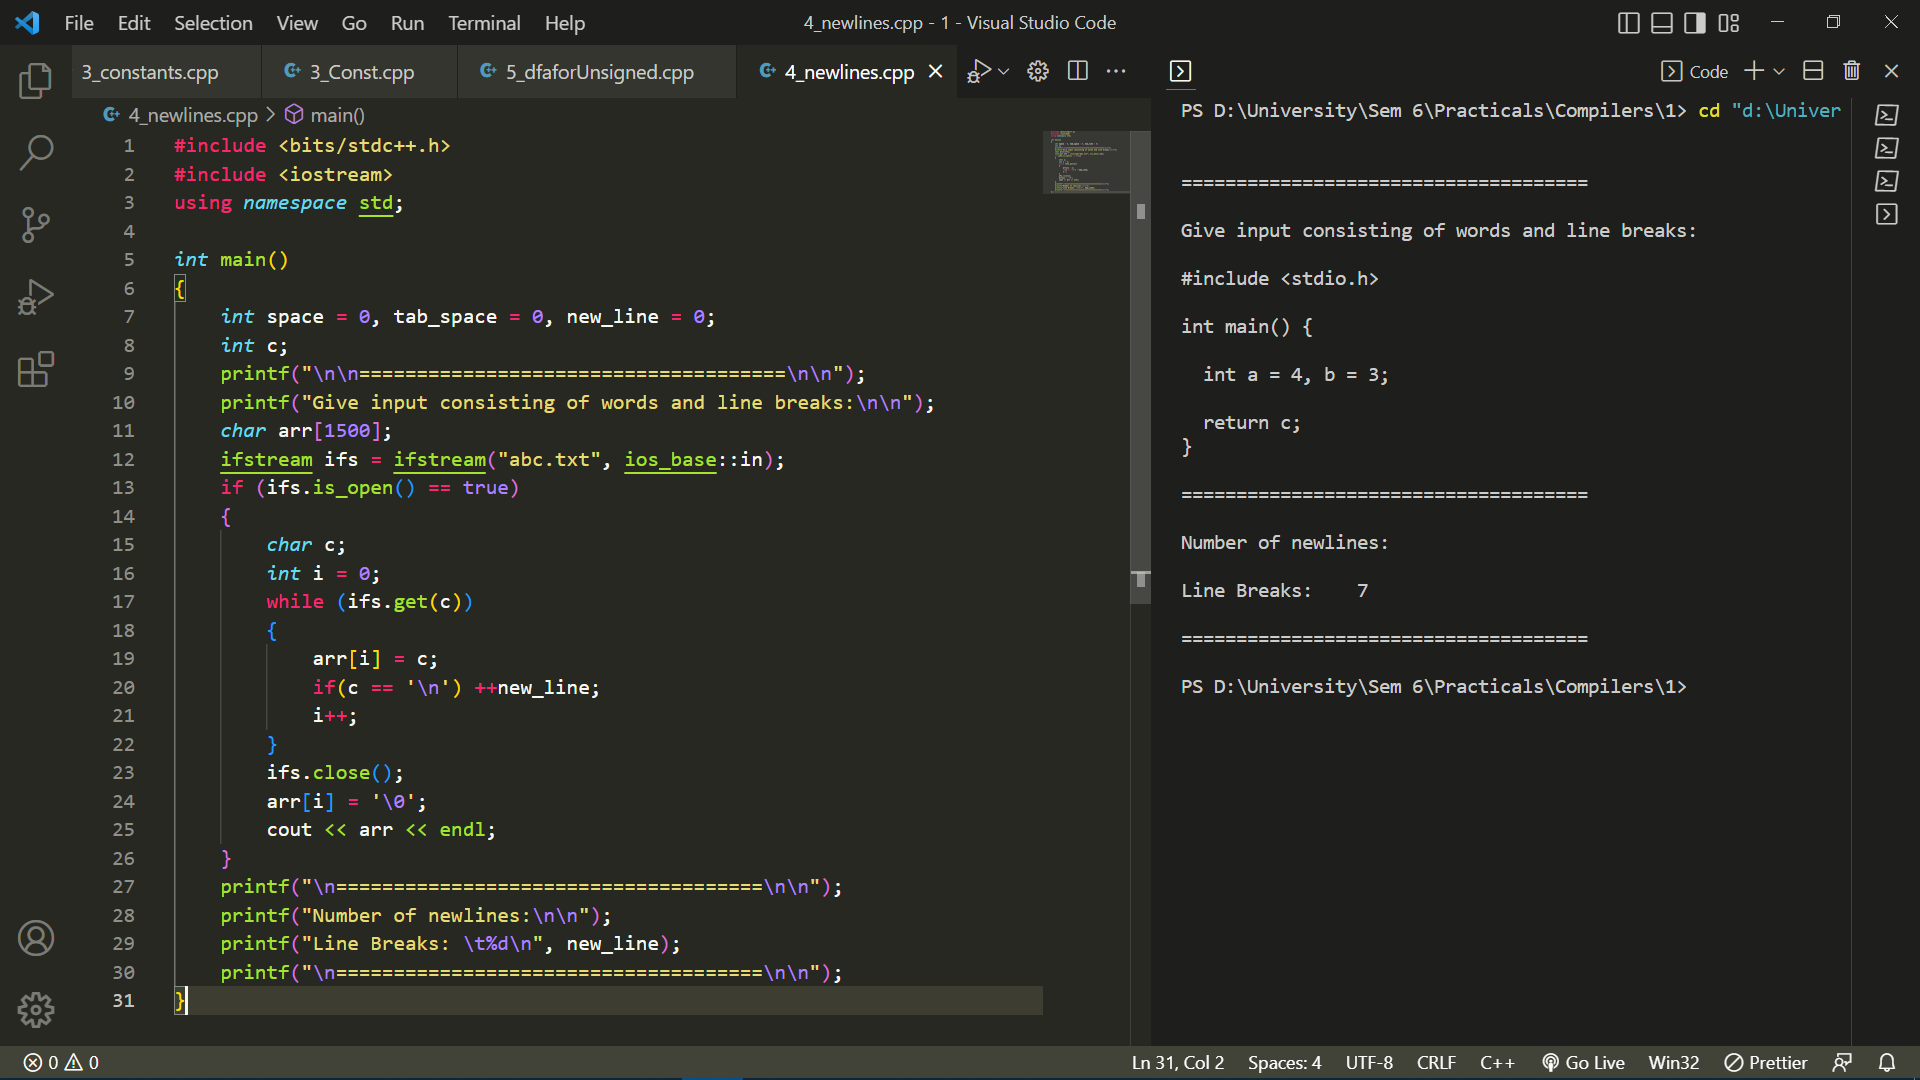 File Edit Selection View Go Run Terminal Help
4_newlines.cpp - 1 - Visual Studio Code
3_constants.cpp
3_Const.cpp
5_dfaforUnsigned.cpp
4_newlines.cpp
4_newlines.cpp > main()
1 #include <bits/stdc++.h>
2 #include <iostream>
3 using namespace std;
4
5 int main()
6 {
7     int space = 0, tab_space = 0, new_line = 0;
8     int c;
9     printf("\n\n=====================================\n\n");
10     printf("Give input consisting of words and line breaks:\n\n");
11     char arr[1500];
12     ifstream ifs = ifstream("abc.txt", ios_base::in);
13     if (ifs.is_open() == true)
14     {
15         char c;
16         int i = 0;
17         while (ifs.get(c))
18         {
19             arr[i] = c;
20             if(c == '\n') ++new_line;
21             i++;
22         }
23         ifs.close();
24         arr[i] = '\0';
25         cout << arr << endl;
26     }
27     printf("\n=====================================\n\n");
28     printf("Number of newlines:\n\n");
29     printf("Line Breaks: \t%d\n", new_line);
30     printf("\n=====================================\n\n");
31 }
Code
PS D:\University\Sem 6\Practicals\Compilers\1> cd "d:\Univer
=====================================
Give input consisting of words and line breaks:
#include <stdio.h>
int main() {
  int a = 4, b = 3;
  return c;
}
=====================================
Number of newlines:
Line Breaks:    7
=====================================
PS D:\University\Sem 6\Practicals\Compilers\1>
0 0
Ln 31, Col 2 Spaces: 4 UTF-8 CRLF C++ Go Live Win32 Prettier